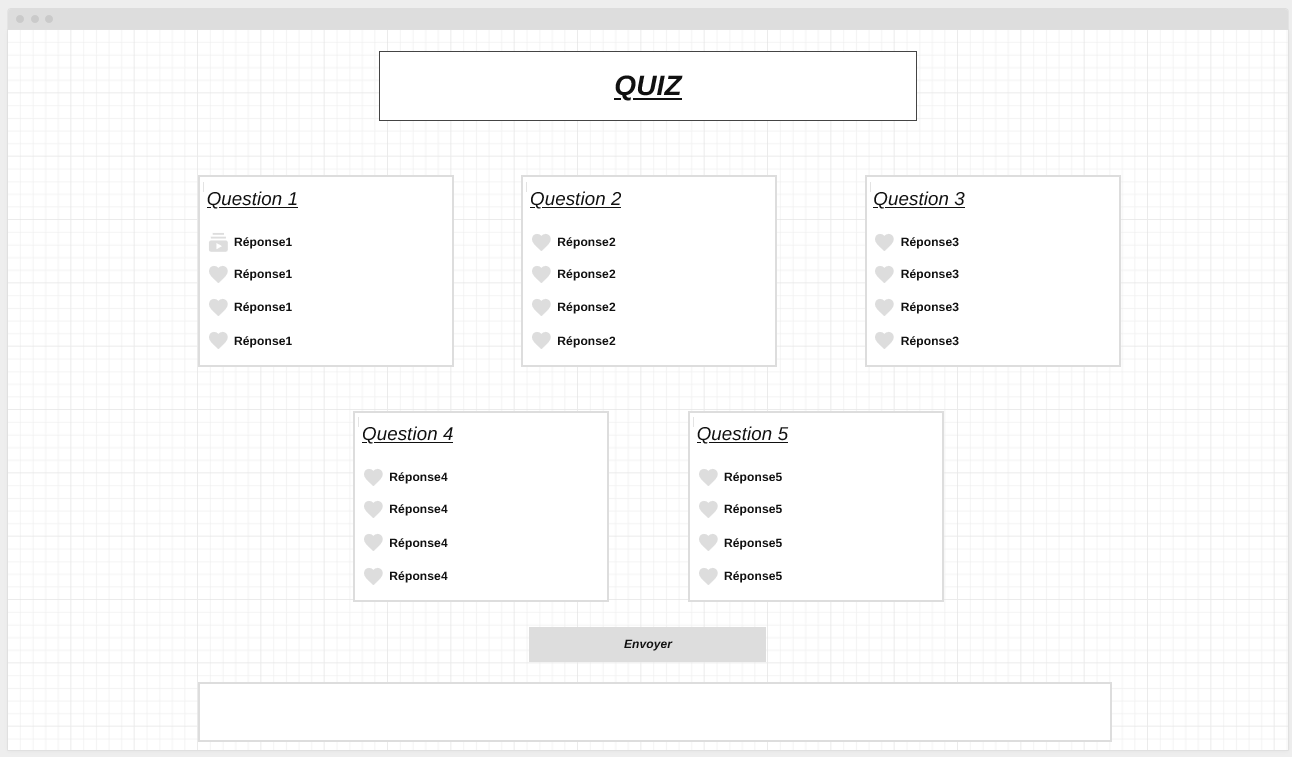 QUIZ
Question 1
Réponse1
Réponse1
Réponse1
Réponse1
Question 2
Réponse2
Réponse2
Réponse2
Réponse2
Question 3
Réponse3
Réponse3
Réponse3
Réponse3
Question 4
Réponse4
Réponse4
Réponse4
Réponse4
Question 5
Réponse5
Réponse5
Réponse5
Réponse5
Envoyer